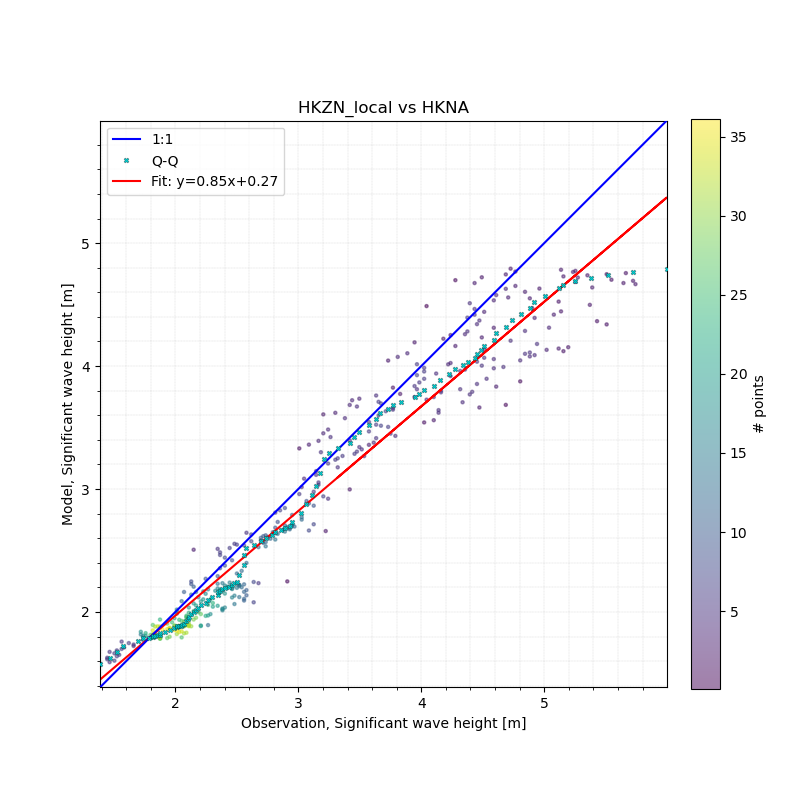 HKZN_local vs HKNA
1:1
Q-Q
Fit: y=0.85x+0.27
Model, Significant wave height [m]
5
4
3
2
2 3 4 5
Observation, Significant wave height [m]
35
30
25
20
15
10
5
# points